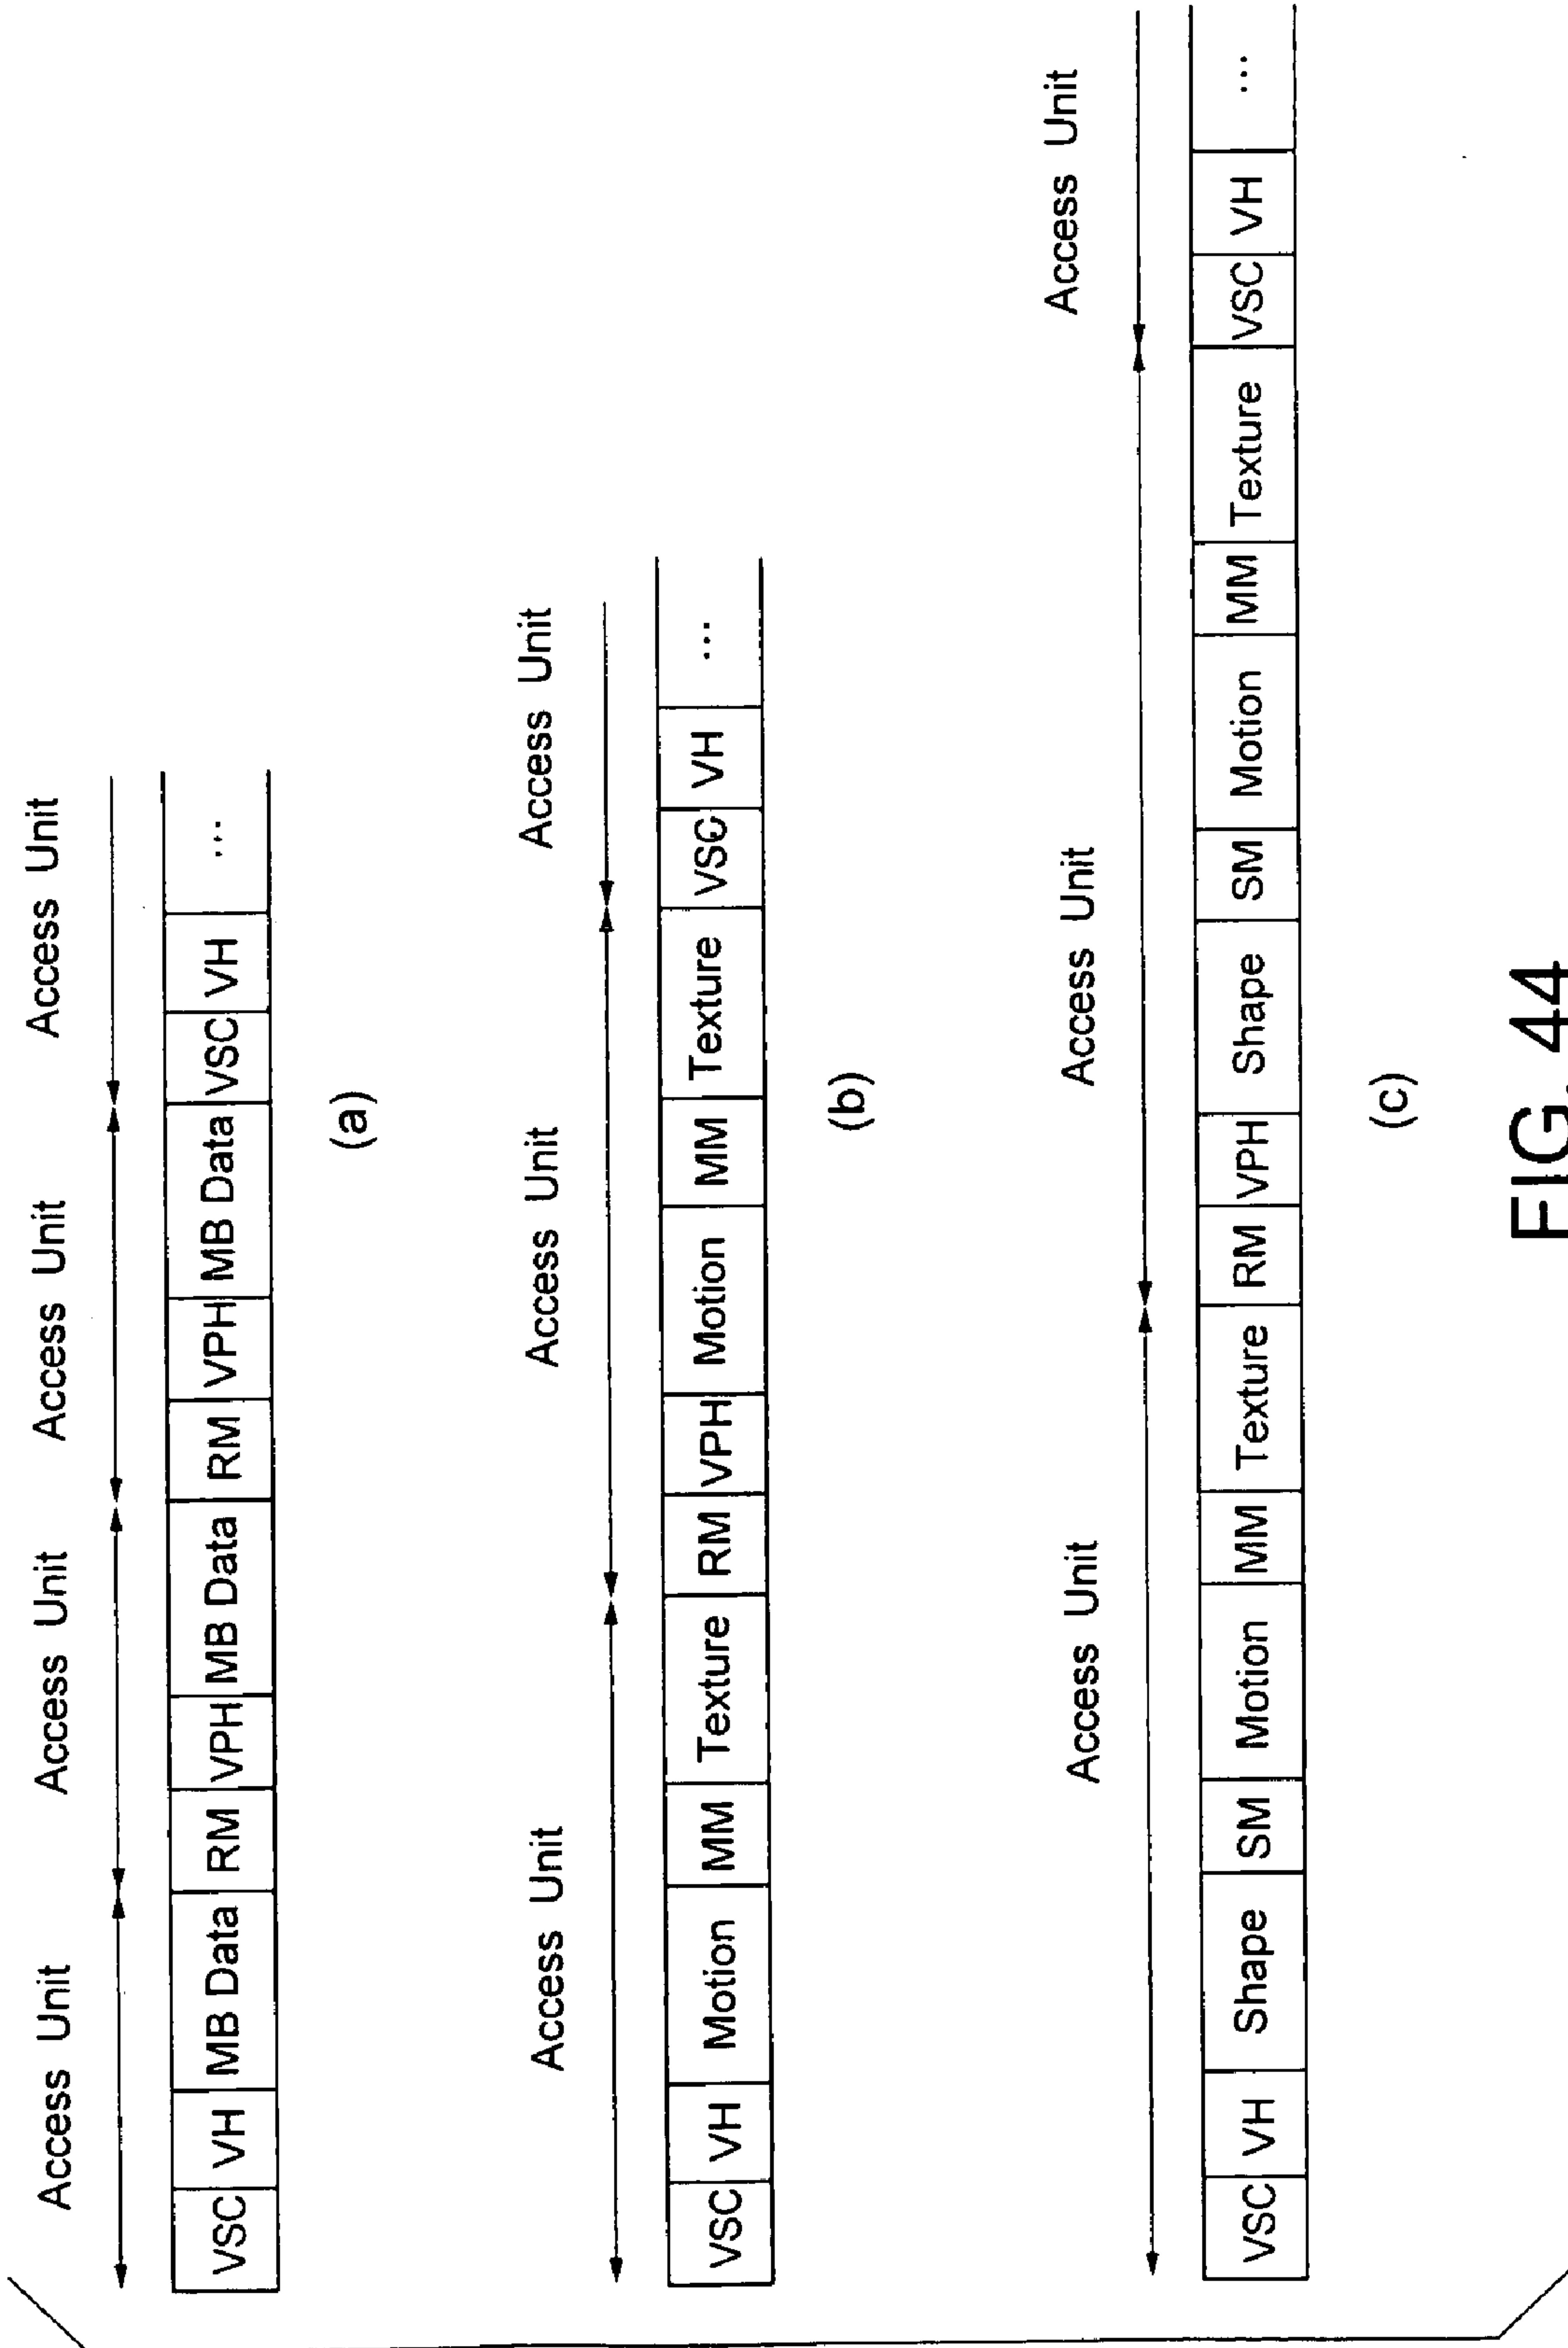 Access Unit Access Unit Access Unit Access Unit
VSC VH MB Data RM VPH MB Data RM VPH MB Data VSC VH ...
(a)
Access Unit Access Unit Access Unit
VSC VH Motion MM Texture RM VPH Motion MM Texture VSC VH ...
(b)
Access Unit Access Unit Access Unit
VSC VH Shape SM Motion MM Texture RM VPH Shape SM Motion MM Texture VSC VH ...
(c)
FIG. 44